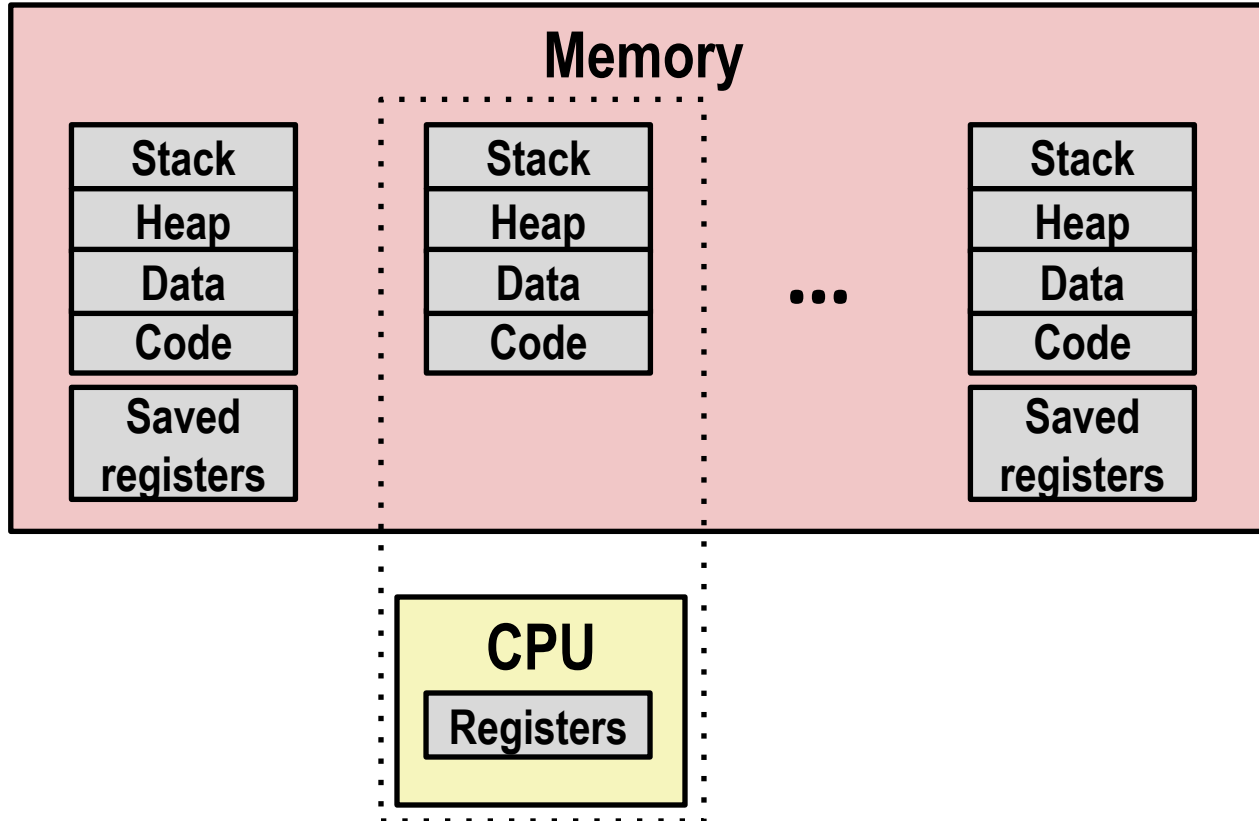 Memory
Stack
Heap
Data
Code
Saved
registers
Stack
Heap
Data
Code
...
Stack
Heap
Data
Code
Saved
registers
CPU
Registers